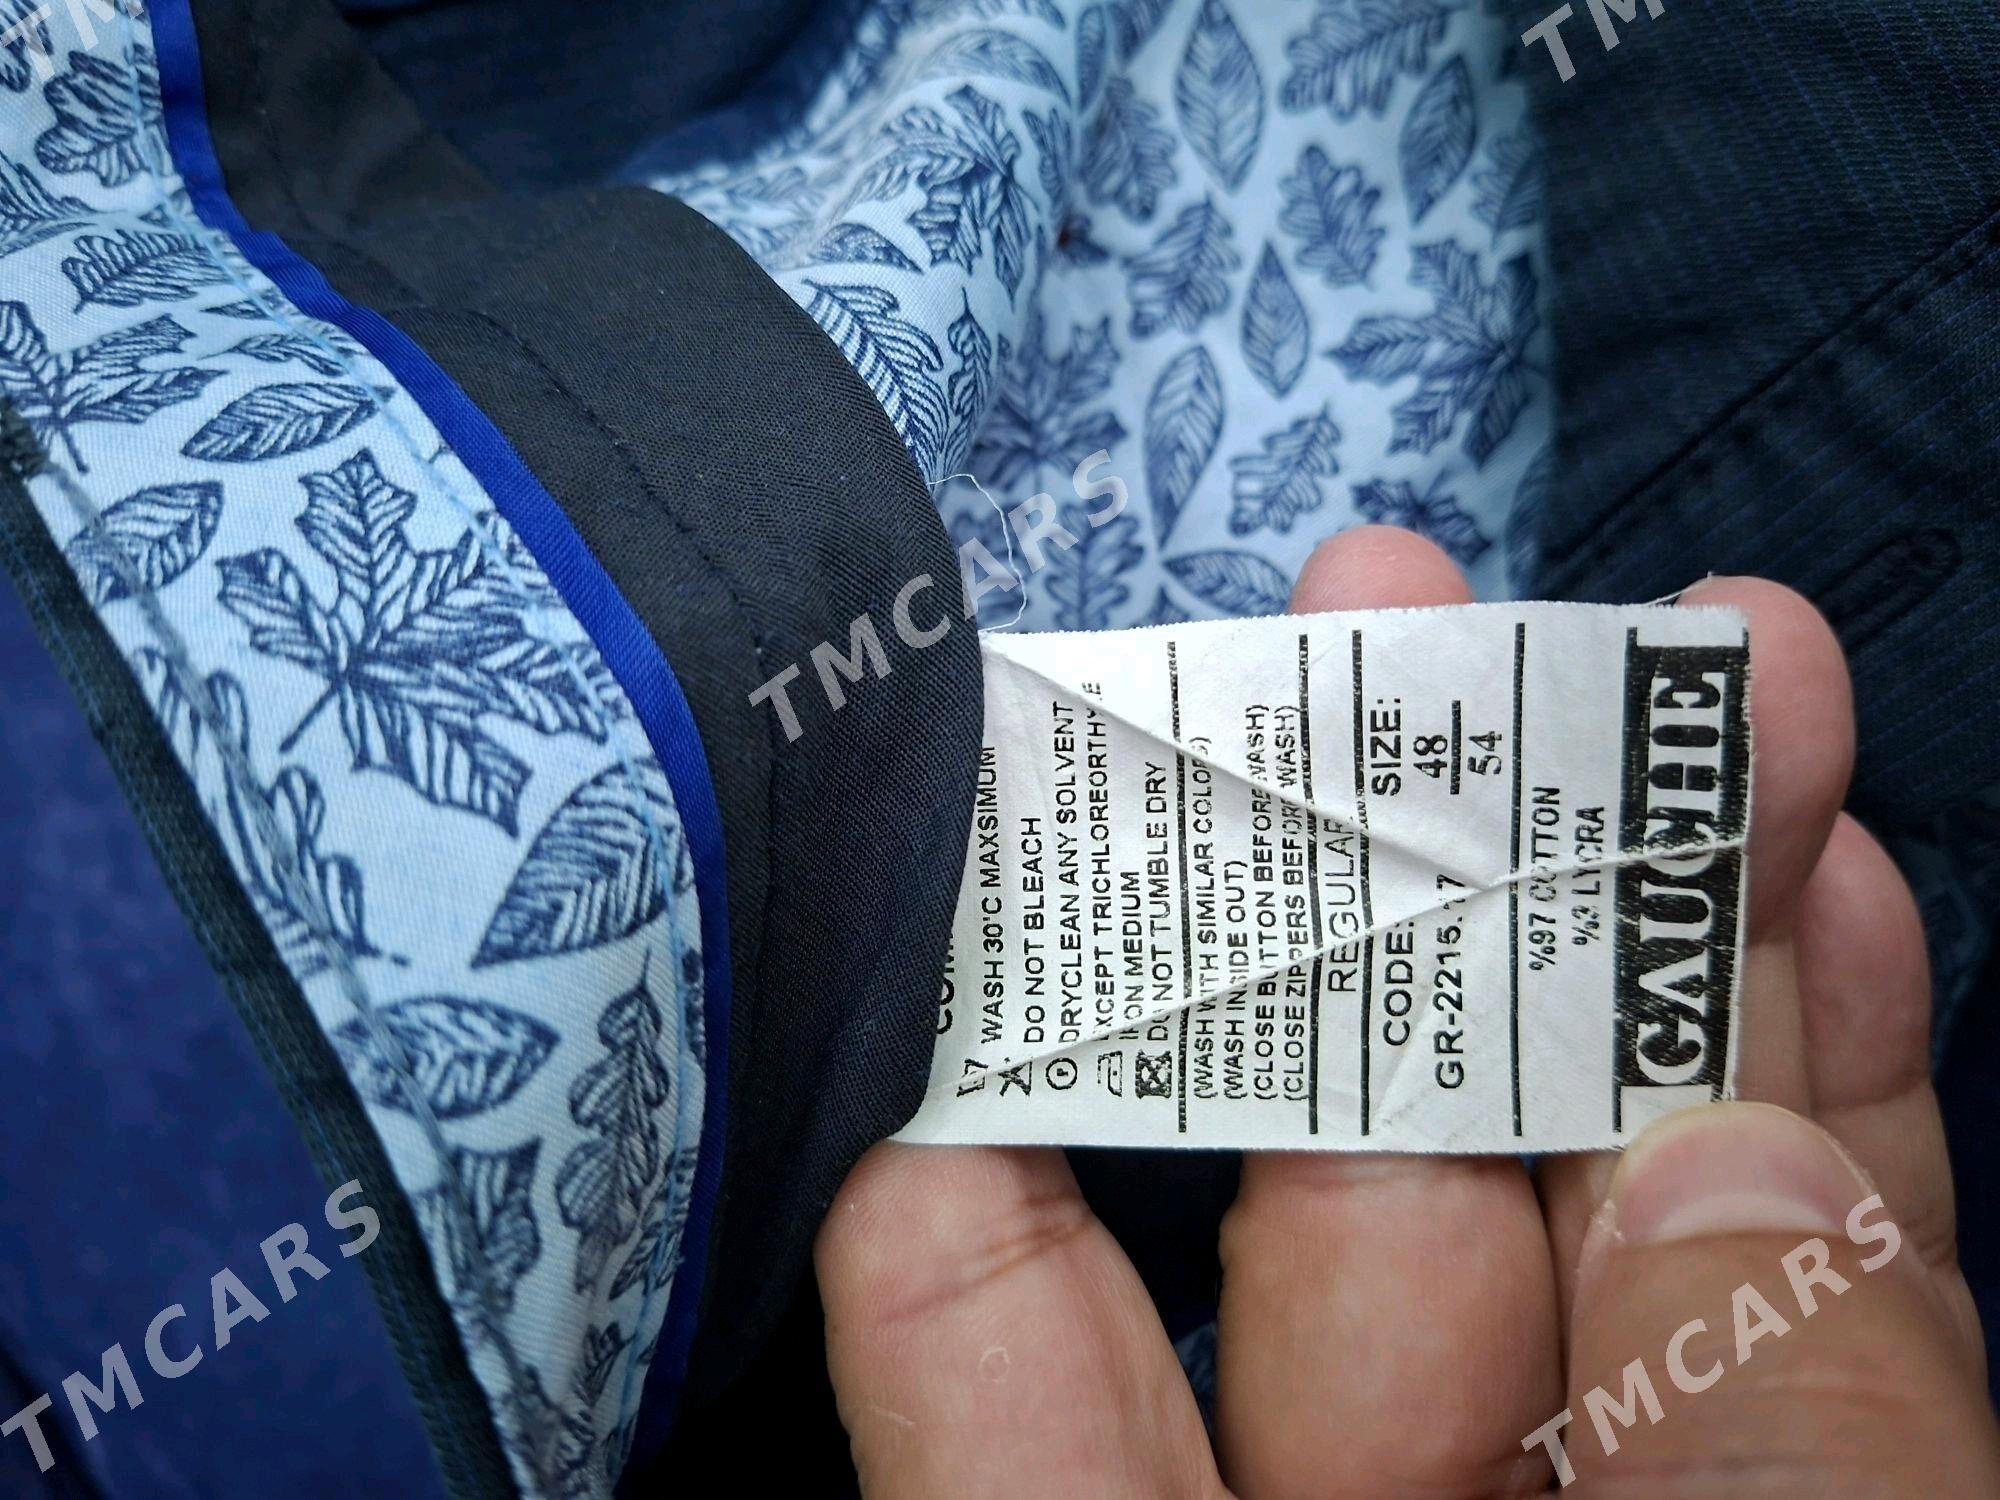 WASH 30'C MAXSIMUM
DO NOT BLEACH
DRYCLEAN ANY SOLVENT
EXCEPT TRICHLOREORTHYLE
IRON MEDIUM
DO NOT TUMBLE DRY
(WASH WITH SIMILAR COLORS)
(WASH INSIDE OUT)
(CLOSE BUTTON BEFORE WASH)
(CLOSE ZIPPERS BEFORE WASH)
REGULAR
CODE: SIZE:
48
GR-2215.
54
%97 COTTON
%3 LYCRA
GAUCHE
TMCARS
TMCARS
TMCARS
TMCARS
TMCARS